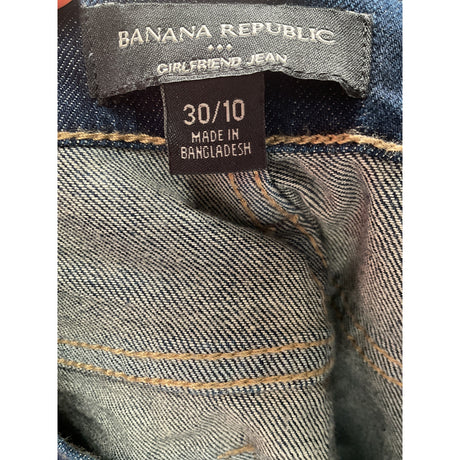 BANANA REPUBLIC
GIRLFRIEND JEAN
30/10
MADE IN
BANGLADESH